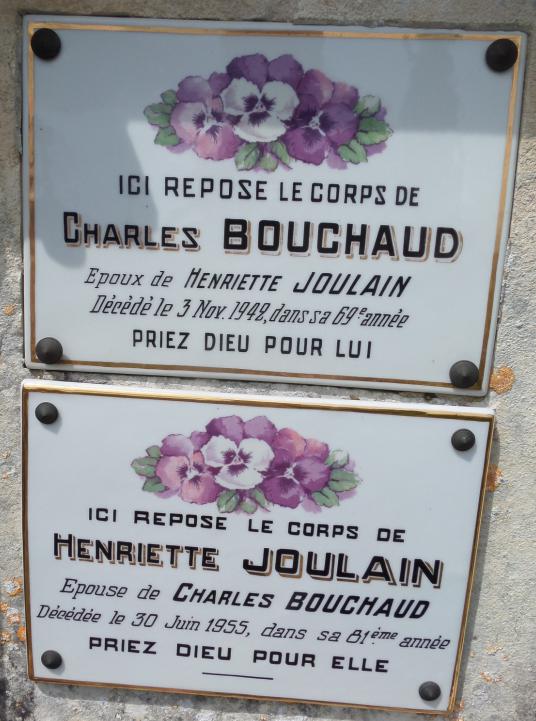 ICI REPOSE LE CORPS DE
CHARLES BOUCHAUD
Epoux de HENRIETTE JOULAIN
Décédé le 3 Nov. 1948, dans sa 69e année
PRIEZ DIEU POUR LUI
ICI REPOSE LE CORPS DE
HENRIETTE JOULAIN
Epouse de CHARLES BOUCHAUD
Décédée le 30 Juin 1955, dans sa 81ème année
PRIEZ DIEU POUR ELLE